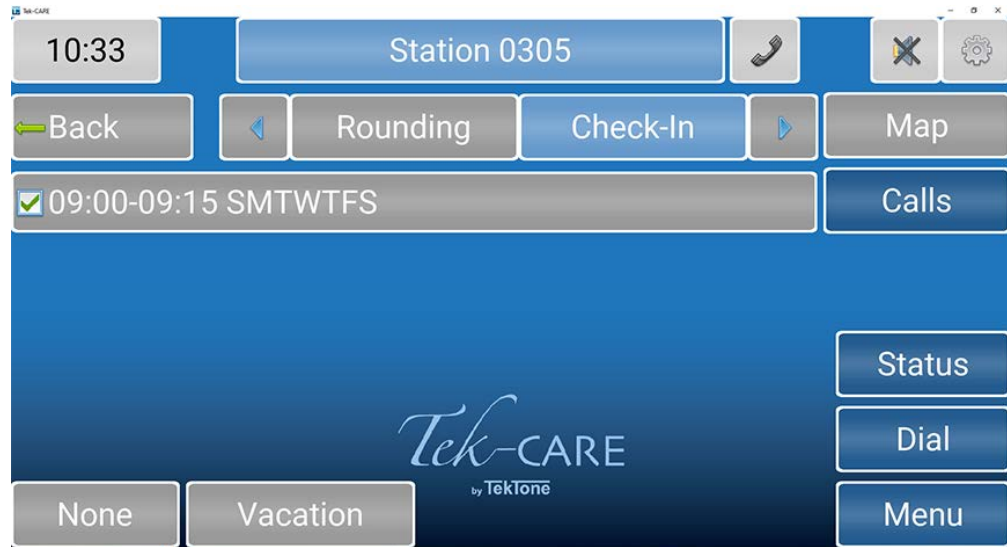 Tek-CARE
10:33
Station 0305
Back
Rounding
Check-In
Map
09:00-09:15 SMTWTFS
Calls
Status
Tek-CARE
by TekTone
Dial
None
Vacation
Menu